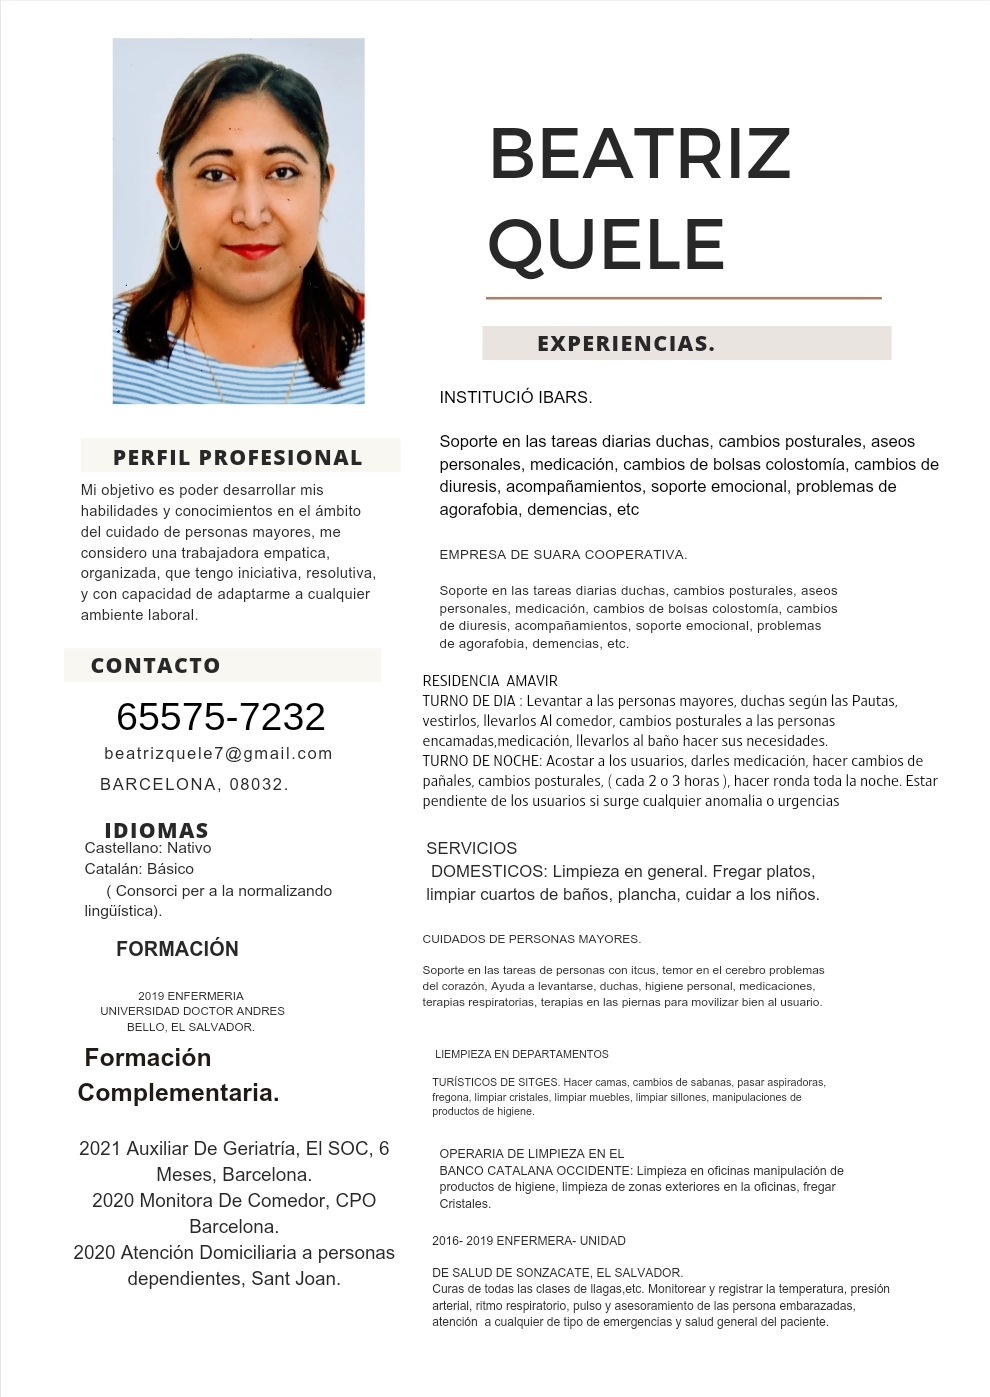 BEATRIZ
QUELE
EXPERIENCIAS.
INSTITUCIÓ IBARS.
Soporte en las tareas diarias duchas, cambios posturales, aseos
personales, medicación, cambios de bolsas colostomía, cambios de
diuresis, acompañamientos, soporte emocional, problemas de
agorafobia, demencias, etc
EMPRESA DE SUARA COOPERATIVA.
Soporte en las tareas diarias duchas, cambios posturales, aseos
personales, medicación, cambios de bolsas colostomía, cambios
de diuresis, acompañamientos, soporte emocional, problemas
de agorafobia, demencias, etc.
RESIDENCIA AMAVIR
TURNO DE DIA : Levantar a las personas mayores, duchas según las Pautas,
vestirlos, llevarlos Al comedor, cambios posturales a las personas
encamadas,medicación, llevarlos al baño hacer sus necesidades.
TURNO DE NOCHE: Acostar a los usuarios, darles medicación, hacer cambios de
pañales, cambios posturales, ( cada 2 o 3 horas ), hacer ronda toda la noche. Estar
pendiente de los usuarios si surge cualquier anomalia o urgencias
SERVICIOS
DOMESTICOS: Limpieza en general. Fregar platos,
limpiar cuartos de baños, plancha, cuidar a los niños.
CUIDADOS DE PERSONAS MAYORES.
Soporte en las tareas de personas con itcus, temor en el cerebro problemas
del corazón, Ayuda a levantarse, duchas, higiene personal, medicaciones,
terapias respiratorias, terapias en las piernas para movilizar bien al usuario.
LIEMPIEZA EN DEPARTAMENTOS
TURÍSTICOS DE SITGES. Hacer camas, cambios de sabanas, pasar aspiradoras,
fregona, limpiar cristales, limpiar muebles, limpiar sillones, manipulaciones de
productos de higiene.
OPERARIA DE LIMPIEZA EN EL
BANCO CATALANA OCCIDENTE: Limpieza en oficinas manipulación de
productos de higiene, limpieza de zonas exteriores en la oficinas, fregar
Cristales.
2016- 2019 ENFERMERA- UNIDAD
DE SALUD DE SONZACATE, EL SALVADOR.
Curas de todas las clases de llagas,etc. Monitorear y registrar la temperatura, presión
arterial, ritmo respiratorio, pulso y asesoramiento de las persona embarazadas,
atención a cualquier de tipo de emergencias y salud general del paciente.
PERFIL PROFESIONAL
Mi objetivo es poder desarrollar mis
habilidades y conocimientos en el ámbito
del cuidado de personas mayores, me
considero una trabajadora empatica,
organizada, que tengo iniciativa, resolutiva,
y con capacidad de adaptarme a cualquier
ambiente laboral.
CONTACTO
65575-7232
beatrizquele7@gmail.com
BARCELONA, 08032.
IDIOMAS
Castellano: Nativo
Catalán: Básico
( Consorci per a la normalizando
lingüística).
FORMACIÓN
2019 ENFERMERIA
UNIVERSIDAD DOCTOR ANDRES
BELLO, EL SALVADOR.
Formación
Complementaria.
2021 Auxiliar De Geriatría, El SOC, 6
Meses, Barcelona.
2020 Monitora De Comedor, CPO
Barcelona.
2020 Atención Domiciliaria a personas
dependientes, Sant Joan.